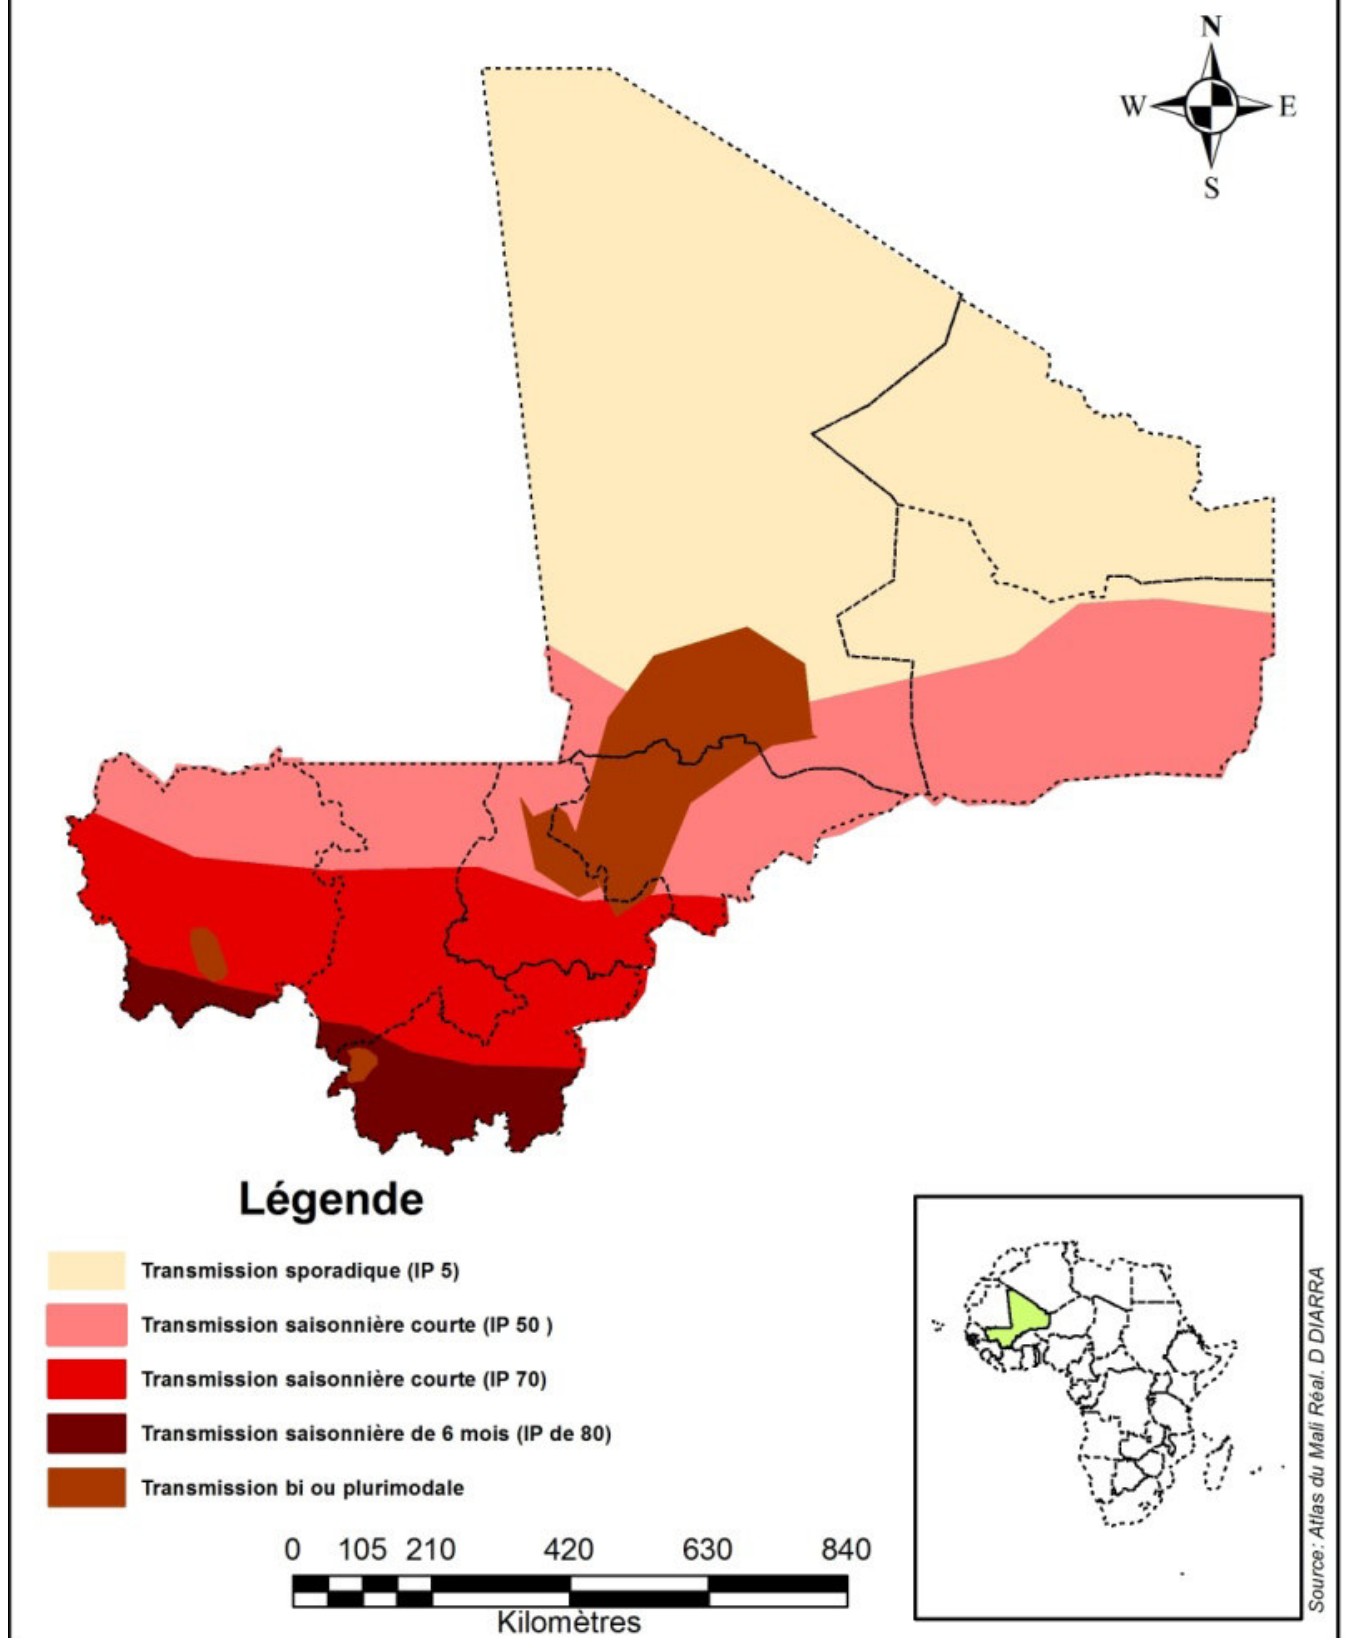 N
W E
S
Légende
Transmission sporadique (IP 5)
Transmission saisonnière courte (IP 50 )
Transmission saisonnière courte (IP 70)
Transmission saisonnière de 6 mois (IP de 80)
Transmission bi ou plurimodale
0 105 210 420 630 840
Kilomètres
Source: Atlas du Mali Réal. D DIARRA